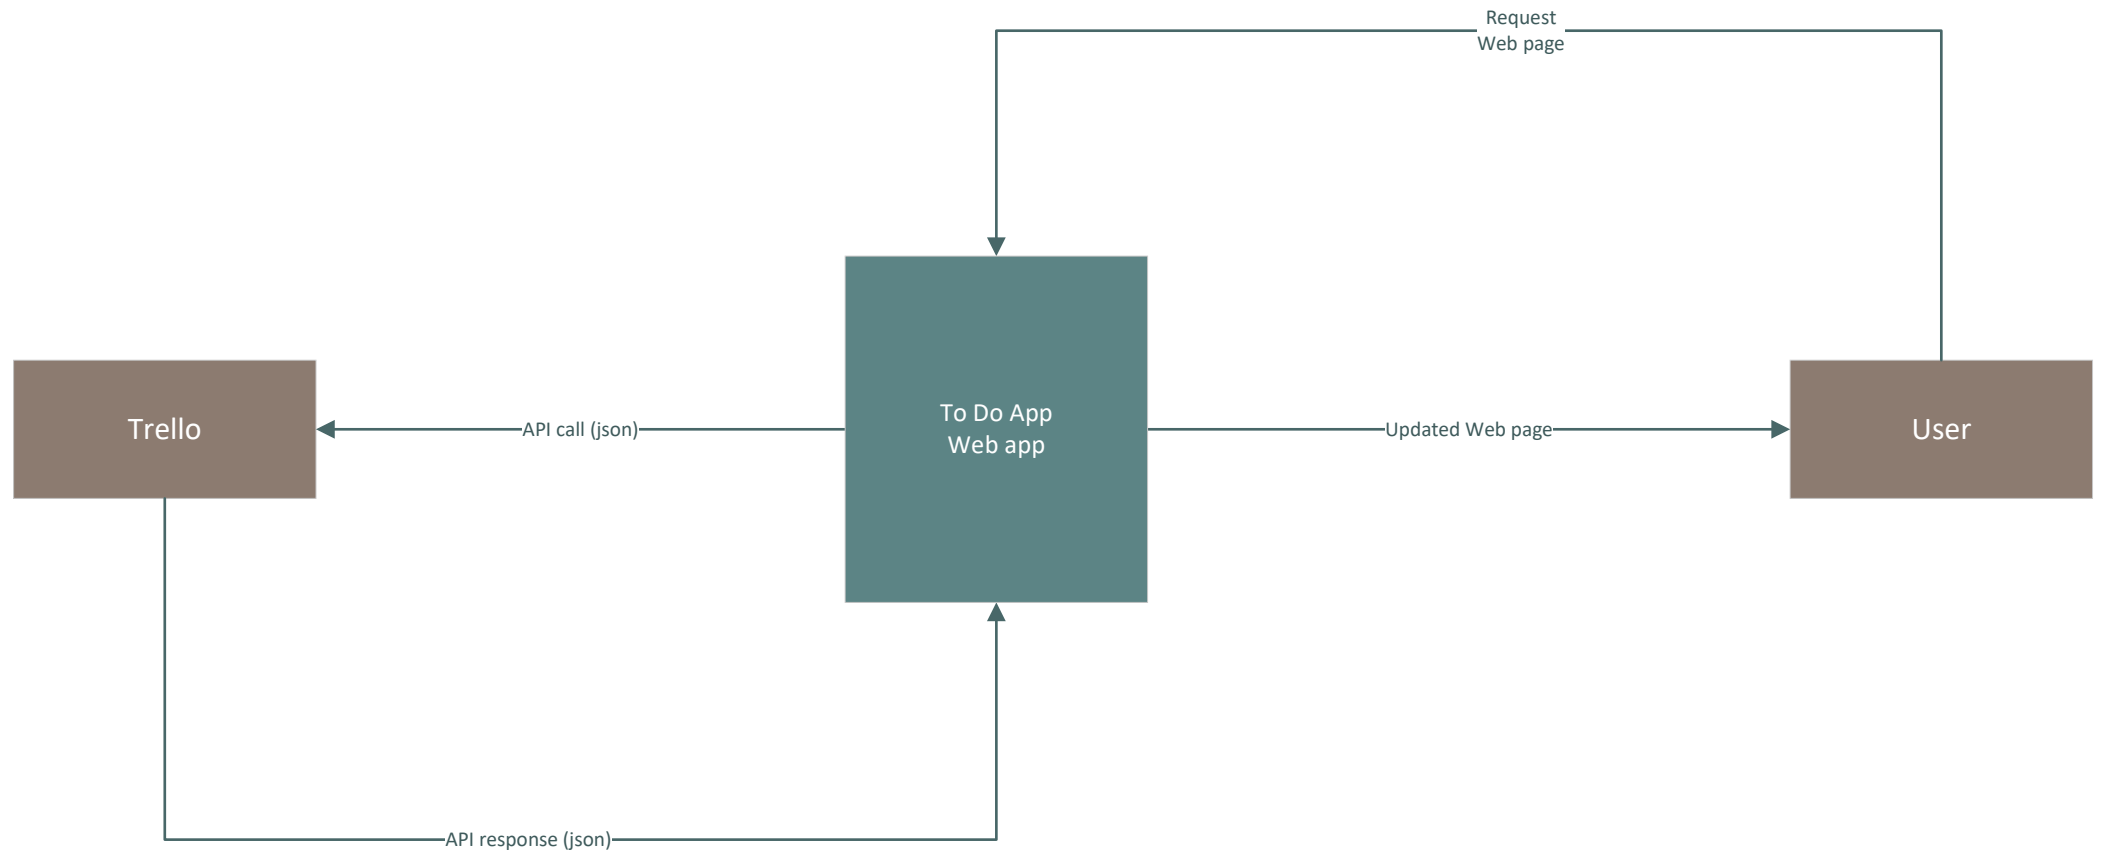 Request
Web page
Trello
API call (json)
To Do App
Web app
Updated Web page
User
API response (json)